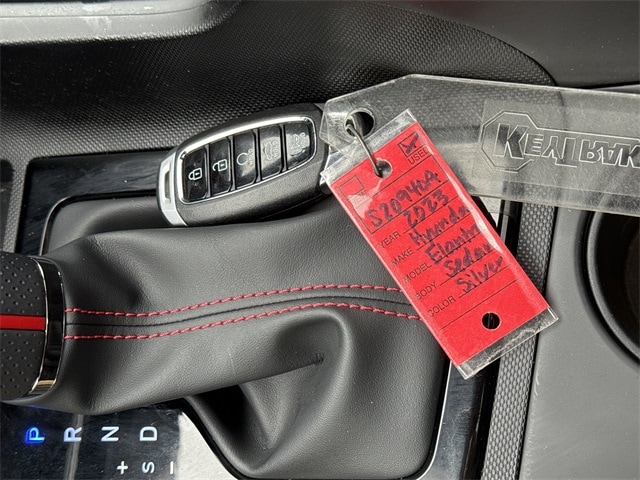 USED
S20940A
YEAR 2023
MAKE Hyundai
MODEL Elantra
BODY Sedan
COLOR Silver
KEYTRAK
P R N D
+ S −